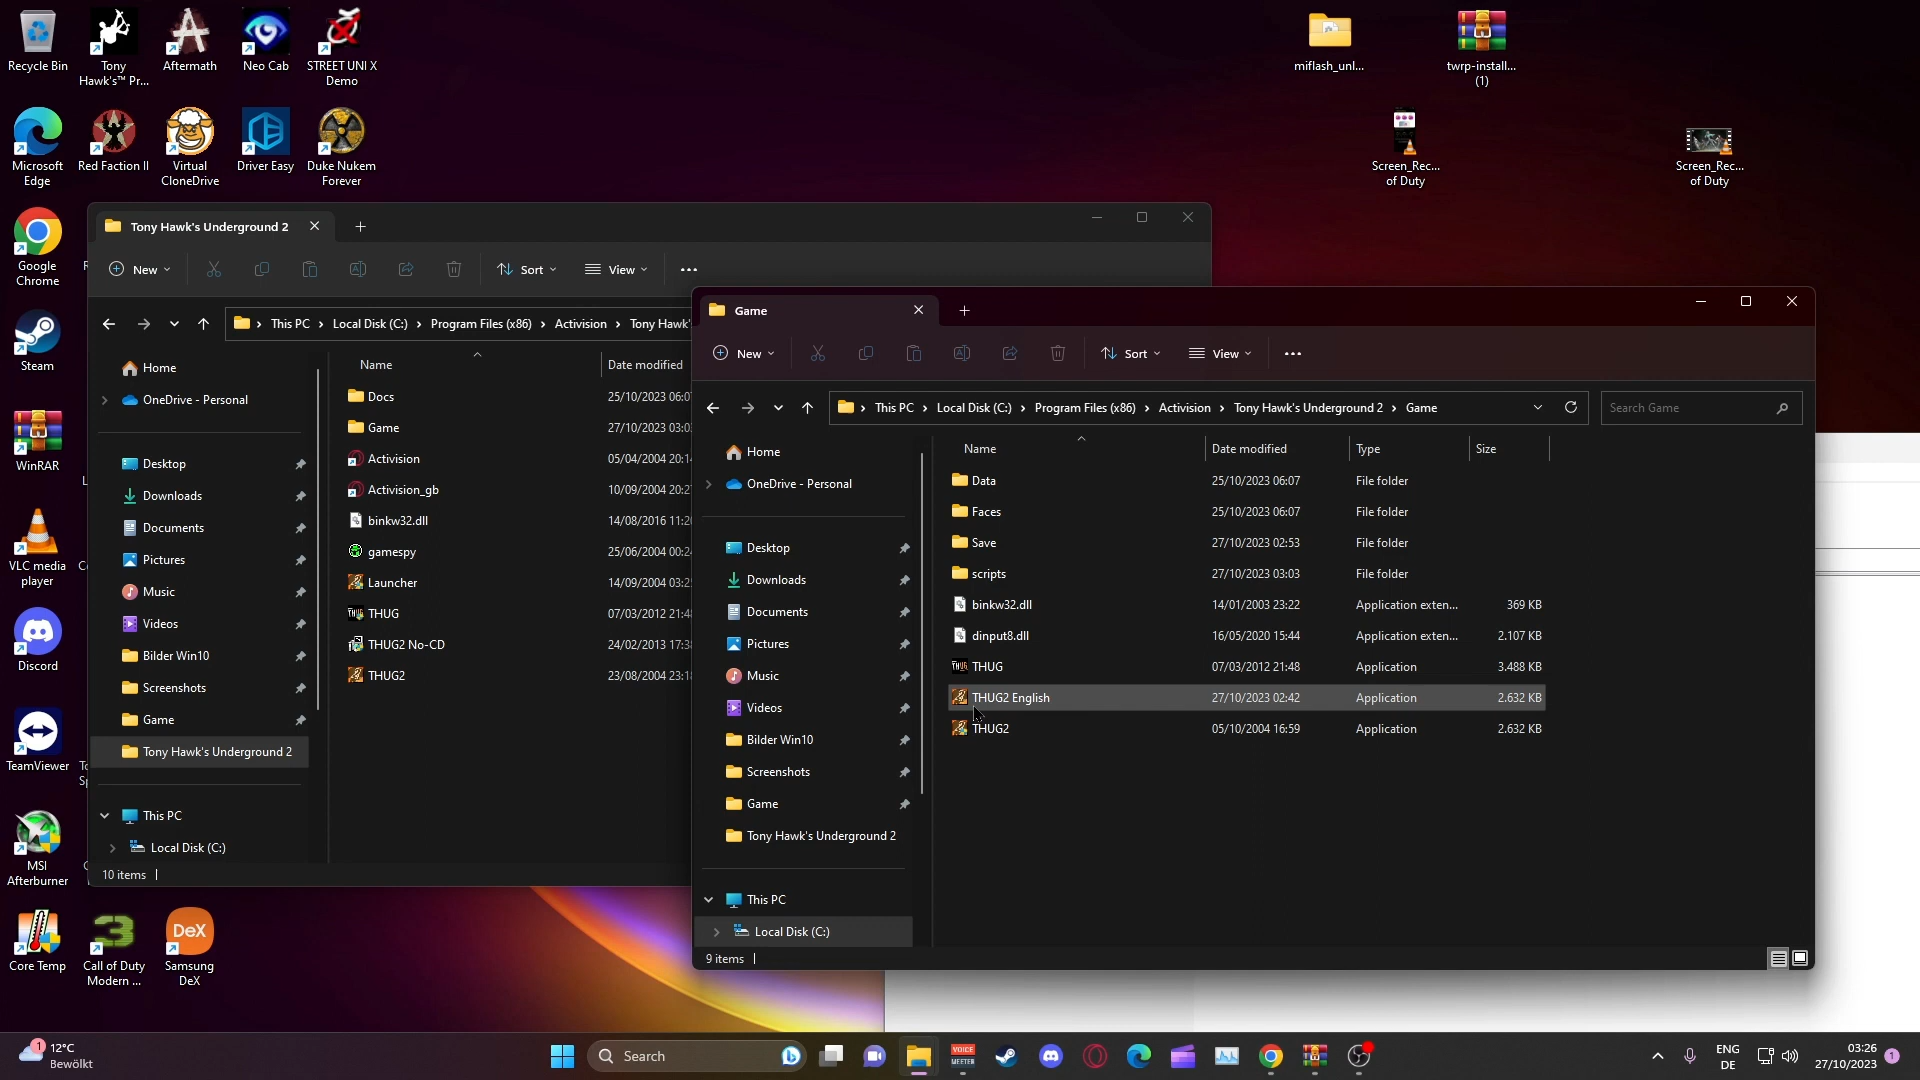 Recycle Bin
Tony
Hawk's™ Pr...
Aftermath
Neo Cab
STREET UNI X
Demo
miflash_unl...
twrp-install...
(1)
Microsoft
Edge
Red Faction II
Virtual
CloneDrive
Driver Easy
Duke Nukem
Forever
Screen_Rec...
of Duty
Screen_Rec...
of Duty
Google
Chrome
Steam
WinRAR
VLC media
player
Discord
TeamViewer
MSI
Afterburner
Core Temp
Call of Duty
Modern ...
DeX
Samsung
DeX
Tony Hawk's Underground 2
New
Sort
View
This PC
Local Disk (C:)
Program Files (x86)
Activision
Tony Hawk'
Home
OneDrive - Personal
Desktop
Downloads
Documents
Pictures
Music
Videos
Bilder Win10
Screenshots
Game
Tony Hawk's Underground 2
This PC
Local Disk (C:)
10 items
Name
Date modified
Docs
25/10/2023 06:0
Game
27/10/2023 03:0
Activision
05/04/2004 20:1
Activision_gb
10/09/2004 20:2
binkw32.dll
14/08/2016 11:2
gamespy
25/06/2004 00:2
Launcher
14/09/2004 03:2
THUG
07/03/2012 21:4
THUG2 No-CD
24/02/2013 17:3
THUG2
23/08/2004 23:1
Game
New
Sort
View
This PC
Local Disk (C:)
Program Files (x86)
Activision
Tony Hawk's Underground 2
Game
Search Game
Home
OneDrive - Personal
Desktop
Downloads
Documents
Pictures
Music
Videos
Bilder Win10
Screenshots
Game
Tony Hawk's Underground 2
This PC
Local Disk (C:)
9 items
Name
Date modified
Type
Size
Data
25/10/2023 06:07
File folder
Faces
25/10/2023 06:07
File folder
Save
27/10/2023 02:53
File folder
scripts
27/10/2023 03:03
File folder
binkw32.dll
14/01/2003 23:22
Application exten...
369 KB
dinput8.dll
16/05/2020 15:44
Application exten...
2.107 KB
THUG
07/03/2012 21:48
Application
3.488 KB
THUG2 English
27/10/2023 02:42
Application
2.632 KB
THUG2
05/10/2004 16:59
Application
2.632 KB
1
12°C
Bewölkt
Search
VOICE
MEETER
ENG
DE
03:26
27/10/2023
1